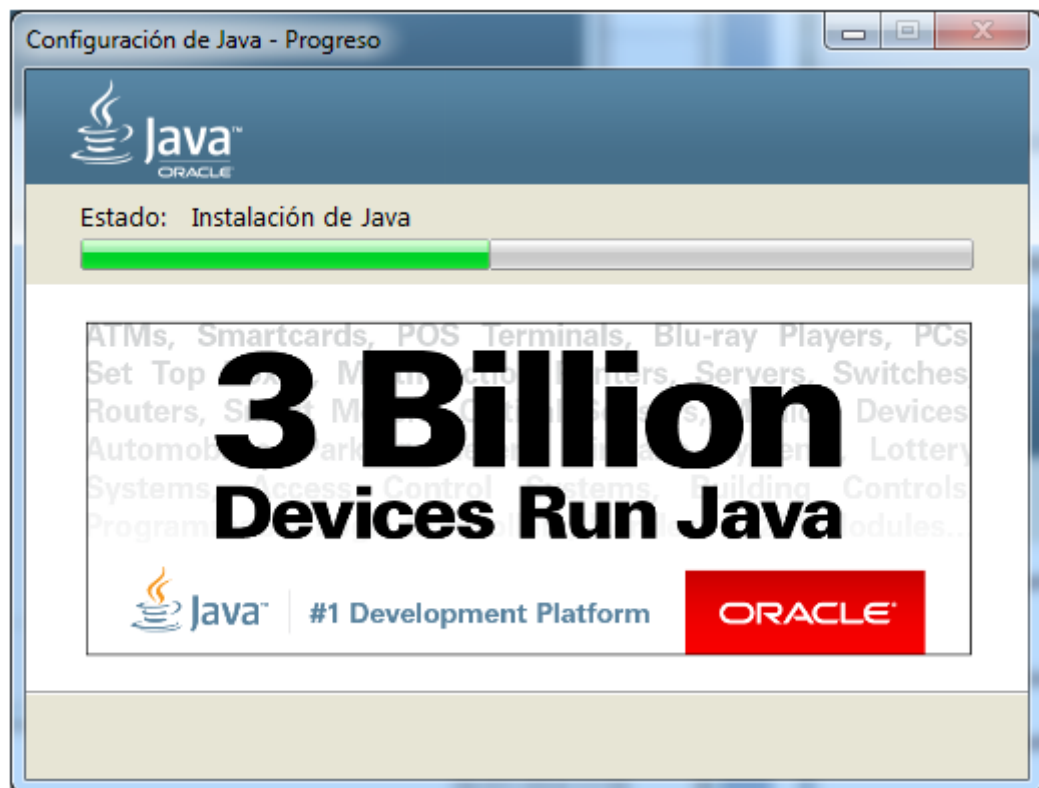 Configuración de Java - Progreso
Java™
ORACLE
Estado: Instalación de Java
ATMs, Smartcards, POS Terminals, Blu-ray Players, PCs
Set Top Servers, Switches
Routers, Devices
Lottery
Systems, Access Control Systems, Building Controls
3 Billion
Devices Run Java
Java™ #1 Development Platform ORACLE